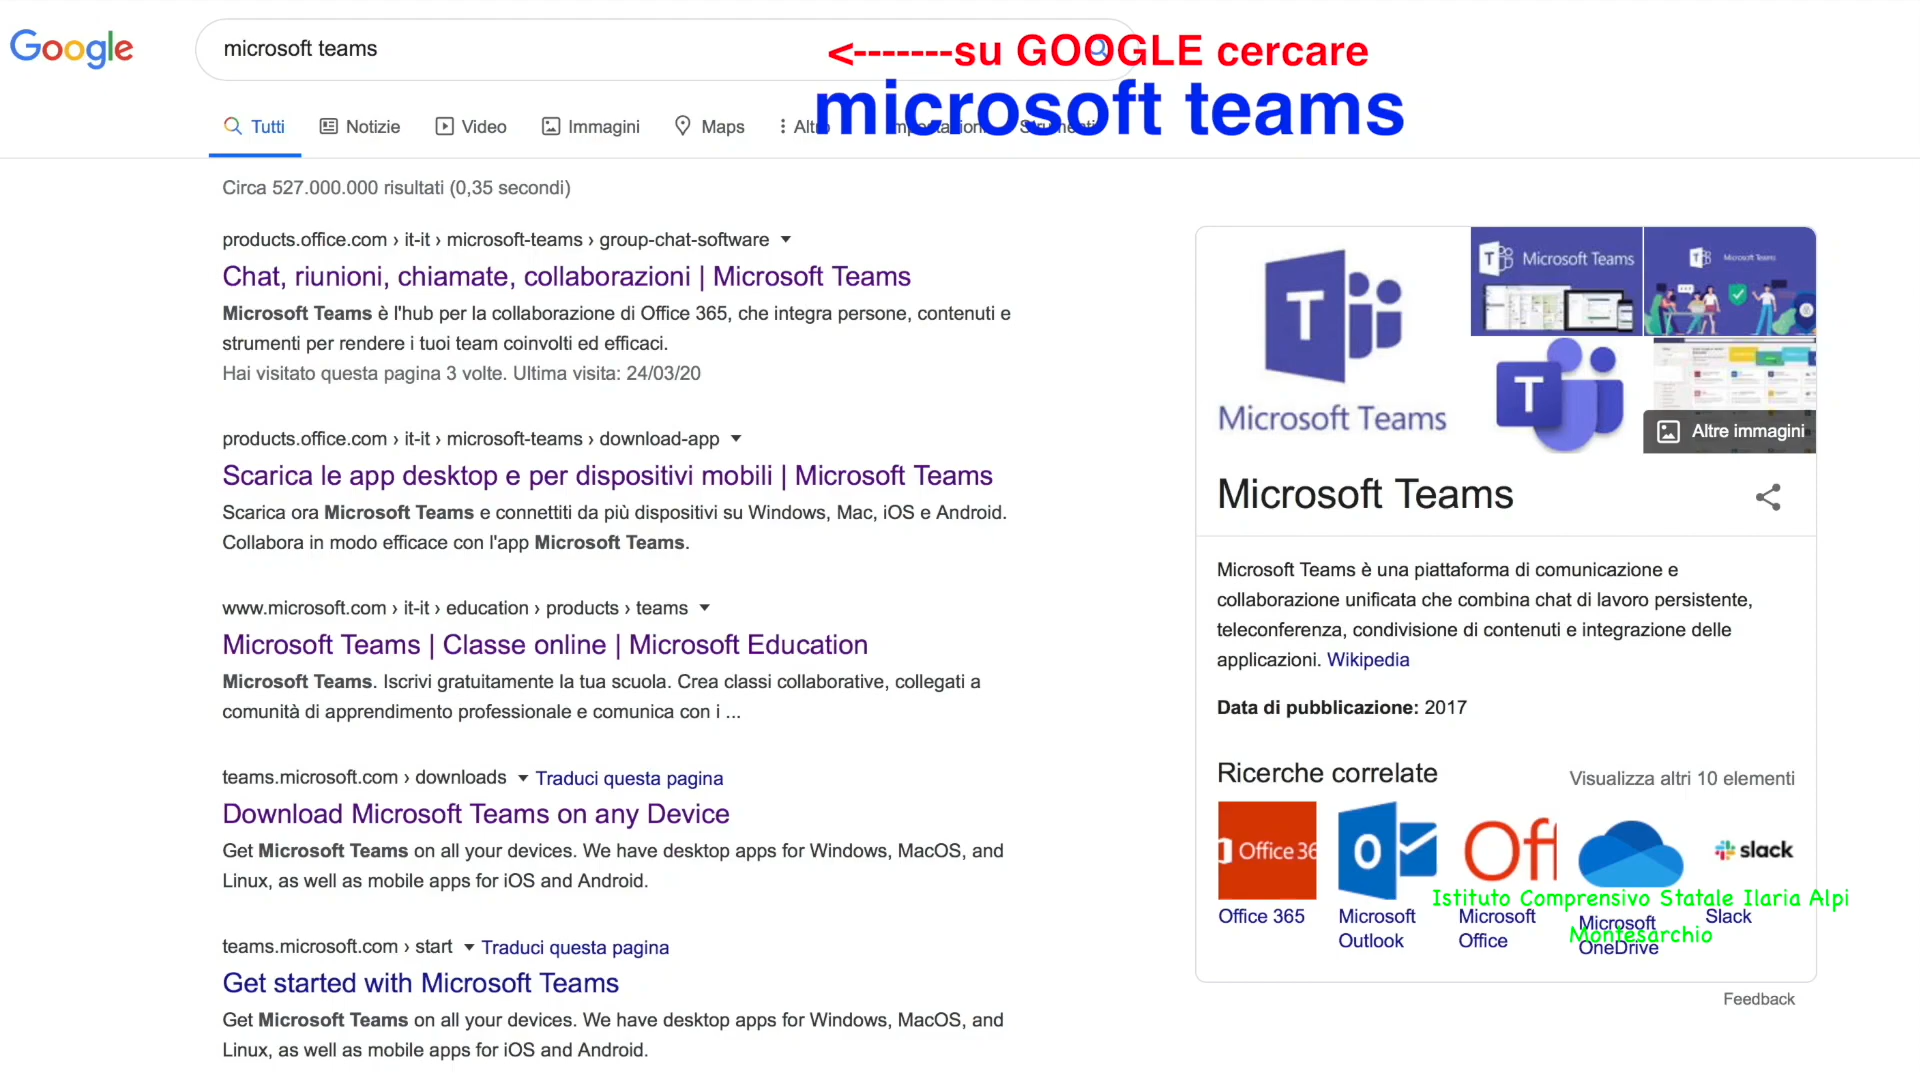 Google
microsoft teams
<-------su GOOGLE cercare
microsoft teams
Tutti
Notizie
Video
Immagini
Maps
Circa 527.000.000 risultati (0,35 secondi)
products.office.com › it-it › microsoft-teams › group-chat-software
Chat, riunioni, chiamate, collaborazioni | Microsoft Teams
Microsoft Teams è l'hub per la collaborazione di Office 365, che integra persone, contenuti e
strumenti per rendere i tuoi team coinvolti ed efficaci.
Hai visitato questa pagina 3 volte. Ultima visita: 24/03/20
products.office.com › it-it › microsoft-teams › download-app
Scarica le app desktop e per dispositivi mobili | Microsoft Teams
Scarica ora Microsoft Teams e connettiti da più dispositivi su Windows, Mac, iOS e Android.
Collabora in modo efficace con l'app Microsoft Teams.
www.microsoft.com › it-it › education › products › teams
Microsoft Teams | Classe online | Microsoft Education
Microsoft Teams. Iscrivi gratuitamente la tua scuola. Crea classi collaborative, collegati a
comunità di apprendimento professionale e comunica con i ...
teams.microsoft.com › downloads Traduci questa pagina
Download Microsoft Teams on any Device
Get Microsoft Teams on all your devices. We have desktop apps for Windows, MacOS, and
Linux, as well as mobile apps for iOS and Android.
teams.microsoft.com › start Traduci questa pagina
Get started with Microsoft Teams
Get Microsoft Teams on all your devices. We have desktop apps for Windows, MacOS, and
Linux, as well as mobile apps for iOS and Android.
Microsoft Teams
Microsoft Teams
Microsoft Teams
Altre immagini
Microsoft Teams
Microsoft Teams è una piattaforma di comunicazione e
collaborazione unificata che combina chat di lavoro persistente,
teleconferenza, condivisione di contenuti e integrazione delle
applicazioni. Wikipedia
Data di pubblicazione: 2017
Ricerche correlate
Visualizza altri 10 elementi
slack
Office 365
Microsoft
Outlook
Microsoft
Office
Microsoft
OneDrive
Slack
Istituto Comprensivo Statale Ilaria Alpi
Montesarchio
Feedback